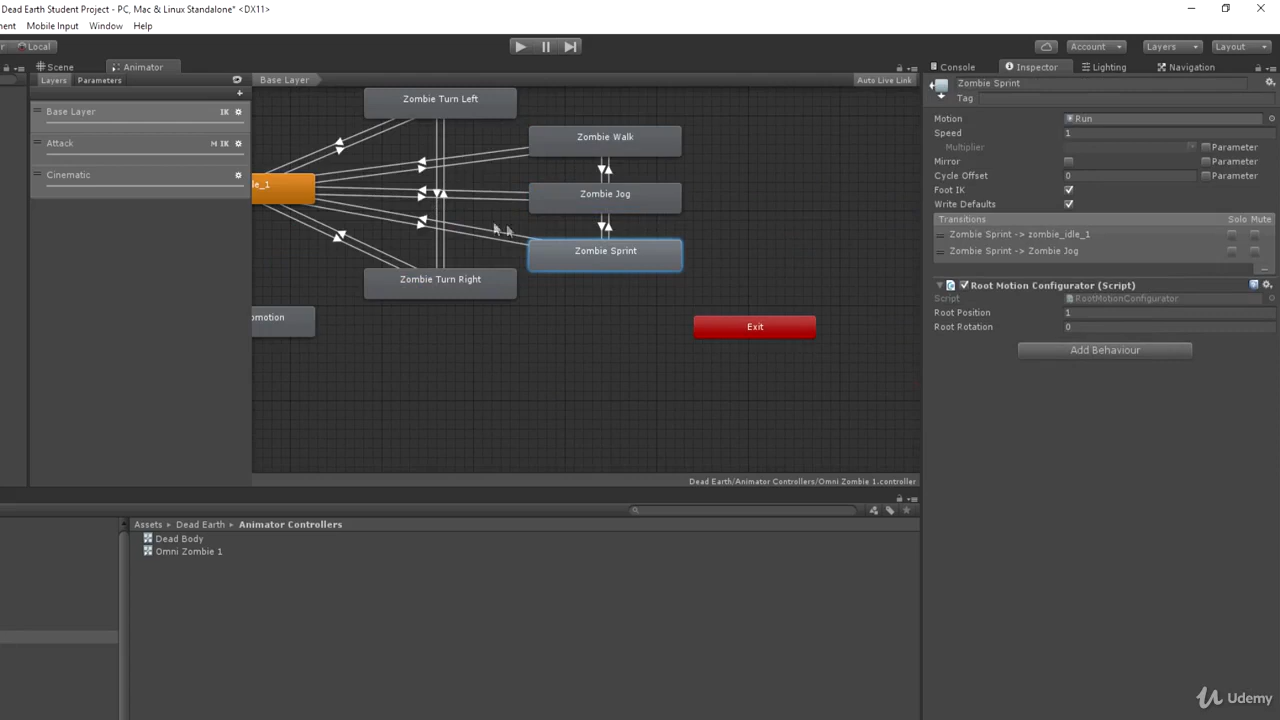 Dead Earth Student Project - PC, Mac & Linux Standalone* <DX11>
ment Mobile Input Window Help
r Local Account Layers Layout
Scene Animator Console Inspector Lighting Navigation
Layers Parameters Base Layer Auto Live Link
Base Layer IK
Attack M IK
Cinematic
Zombie Turn Left
Zombie Walk
le_1
Zombie Jog
Zombie Sprint
Zombie Turn Right
omotion
Exit
Dead Earth/Animator Controllers/Omni Zombie 1.controller
Zombie Sprint
Tag
Motion Run
Speed 1
Multiplier Parameter
Mirror Parameter
Cycle Offset 0 Parameter
Foot IK
Write Defaults
Transitions Solo Mute
Zombie Sprint -> zombie_idle_1
Zombie Sprint -> Zombie Jog
Root Motion Configurator (Script)
Script RootMotionConfigurator
Root Position 1
Root Rotation 0
Add Behaviour
Assets Dead Earth Animator Controllers
Dead Body
Omni Zombie 1
Udemy